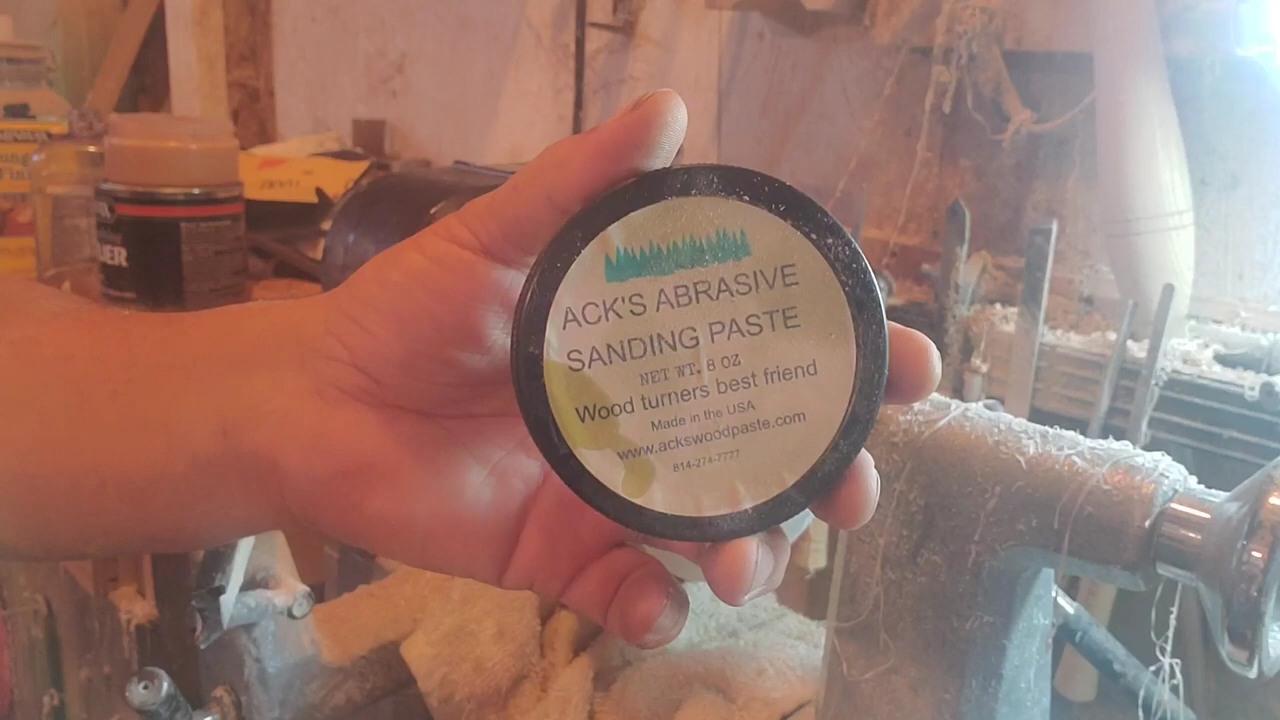 ACK'S ABRASIVE
SANDING PASTE
NET WT. 8 OZ
Wood turners best friend
Made in the USA
www.ackswoodpaste.com
814-274-7777